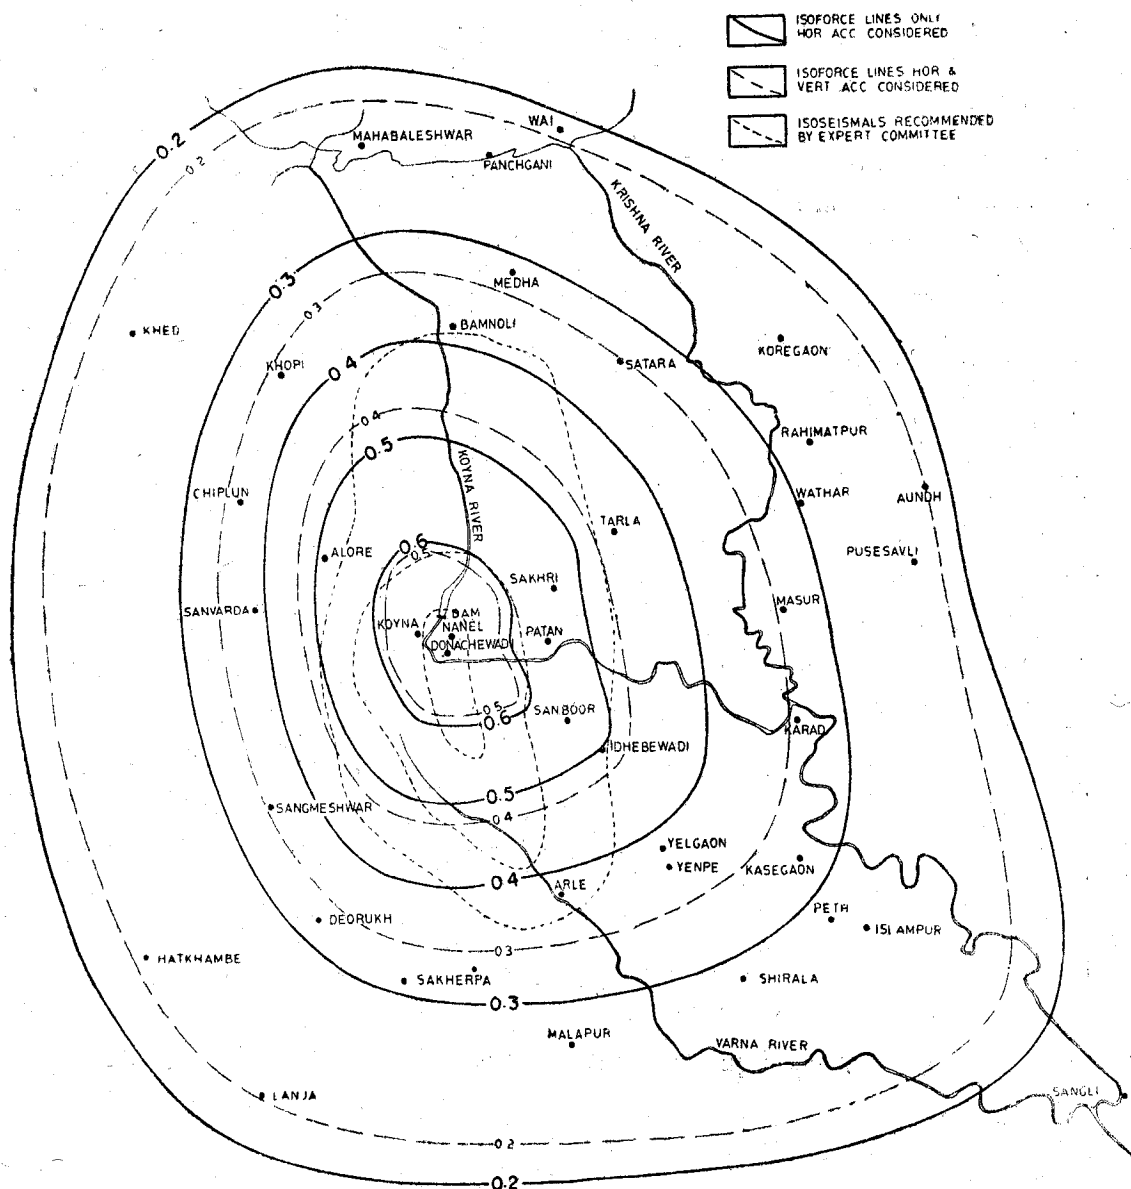 ISOFORCE LINES ONLY
HOR ACC CONSIDERED
ISOFORCE LINES HOR &
VERT ACC CONSIDERED
ISOSEISMALS RECOMMENDED
BY EXPERT COMMITTEE
WAI
0.2
MAHABALESHWAR
0.2
PANCHGANI
KRISHNA RIVER
0.3
MEDHA
0.3
KHED
BAMNOLI
KOREGAON
KHOPI
0.4
SATARA
0.4
RAHIMATPUR
0.5
KOYNA RIVER
CHIPLUN
WATHAR
AUNDH
TARLA
0.6
ALORE
0.5
PUSESAVLI
SAKHRI
SANVARDA
MASUR
DAM
KOYNA
NANEL
PATAN
DONACHEWADI
0.5
SANBOOR
0.6
KARAD
DHEBEWADI
0.5
SANGMESHWAR
0.4
YELGAON
YENPE
KASEGAON
0.4
ARLE
PETH
DEORUKH
ISLAMPUR
0.3
HATKHAMBE
SAKHERPA
SHIRALA
0.3
MALAPUR
VARNA RIVER
LANJA
SANGLI
0.2
0.2